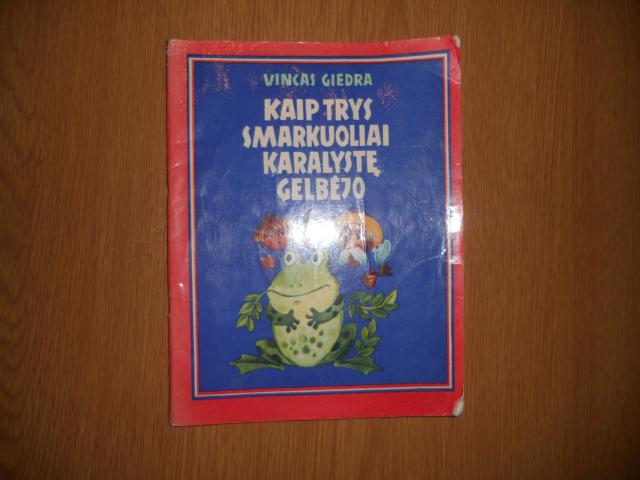 VINCAS GIEDRA
KAIP TRYS
SMARKUOLIAI
KARALYSTĘ
GELBĖJO